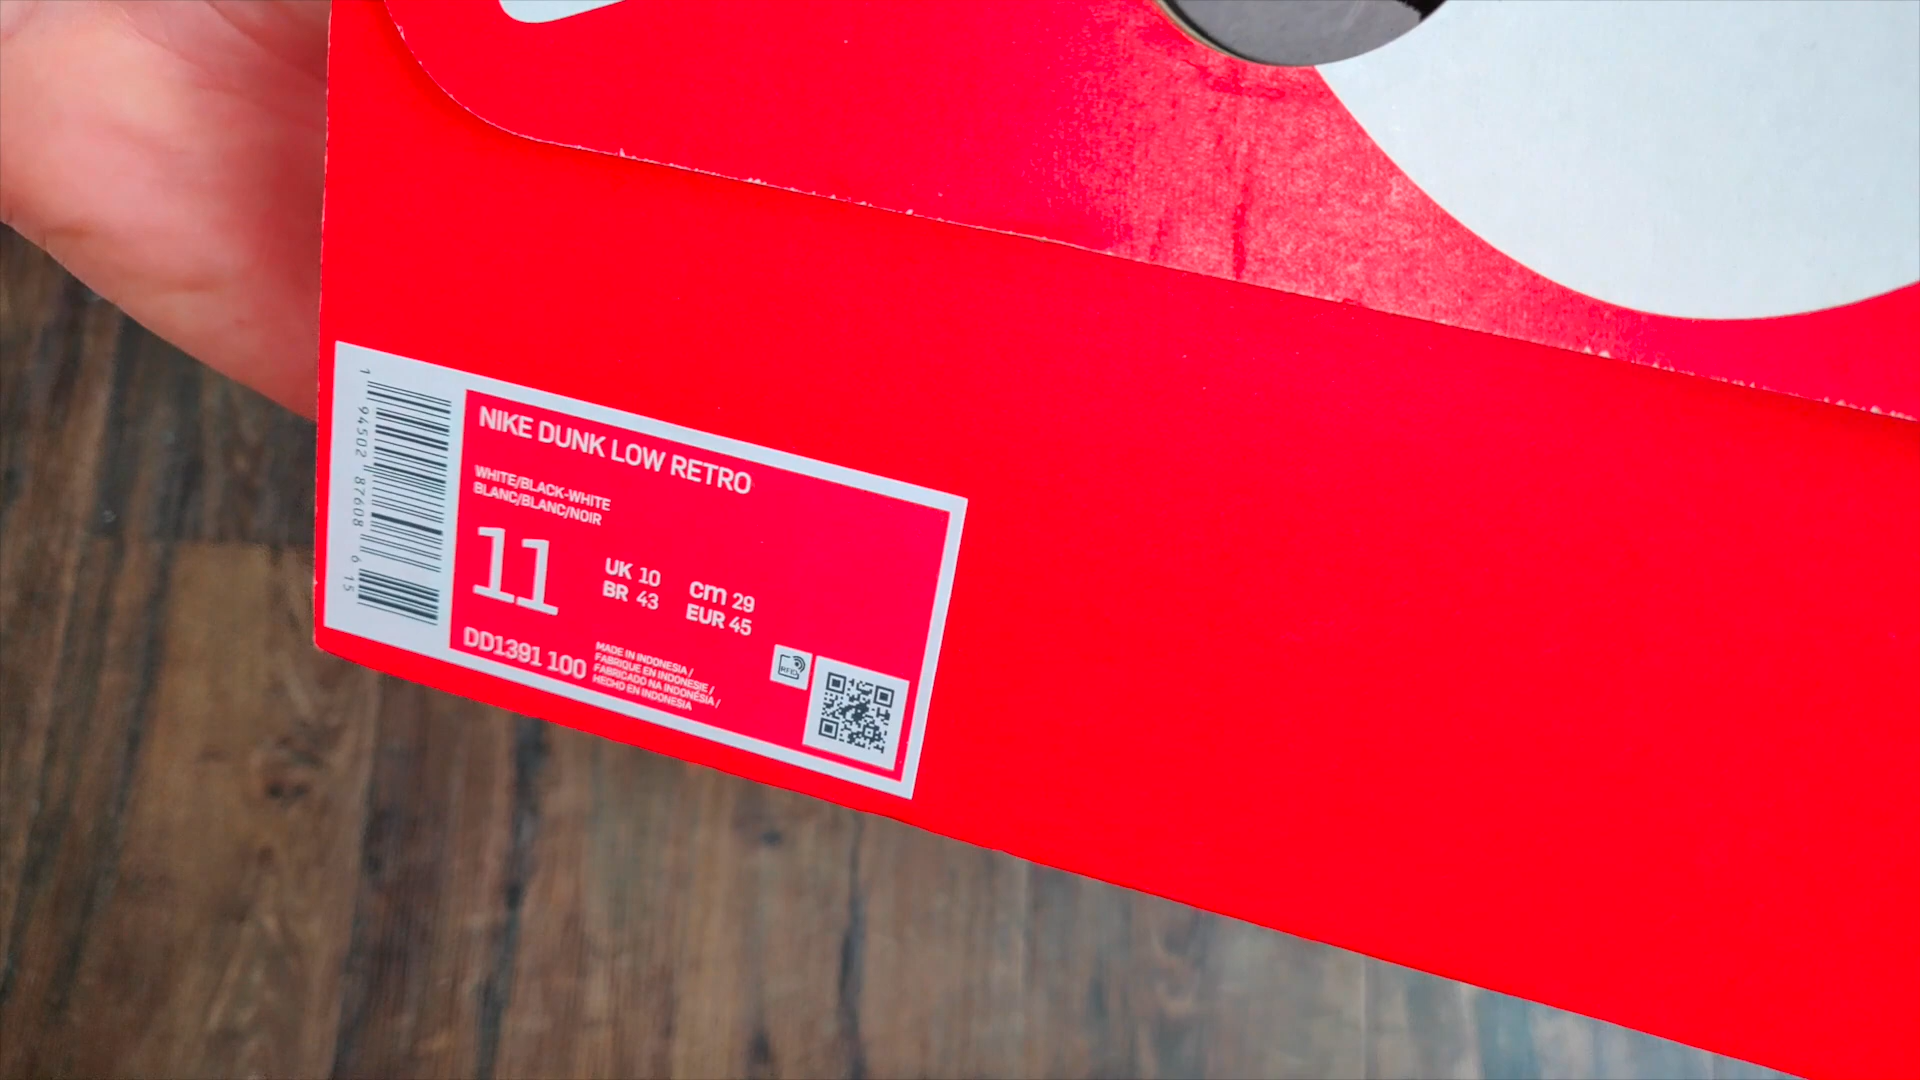 NIKE DUNK LOW RETRO
WHITE/BLACK-WHITE
BLANC/BLANC/NOIR
11
UK 10
BR 43
cm 29
EUR 45
DD1391 100
MADE IN INDONESIA /
FABRIQUE EN INDONESIE /
FABRICADO NA INDONÉSIA /
HECHO EN INDONESIA
RFID
1 94502 87608 6 15